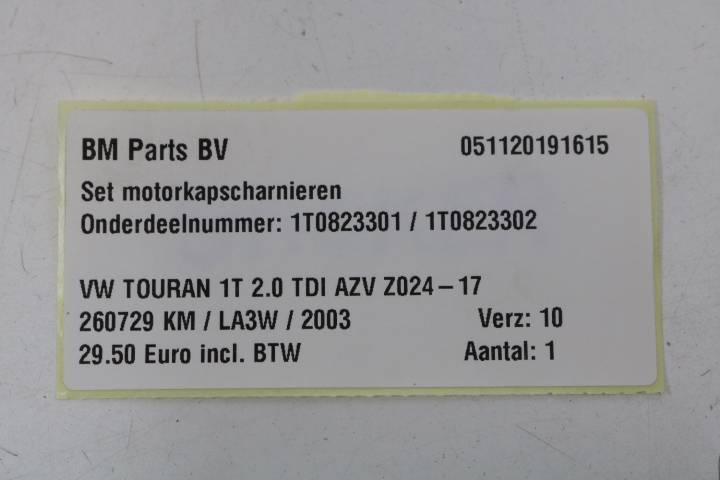 BM Parts BV 051120191615
Set motorkapscharnieren
Onderdeelnummer: 1T0823301 / 1T0823302
VW TOURAN 1T 2.0 TDI AZV Z024-17
260729 KM / LA3W / 2003 Verz: 10
29.50 Euro incl. BTW Aantal: 1